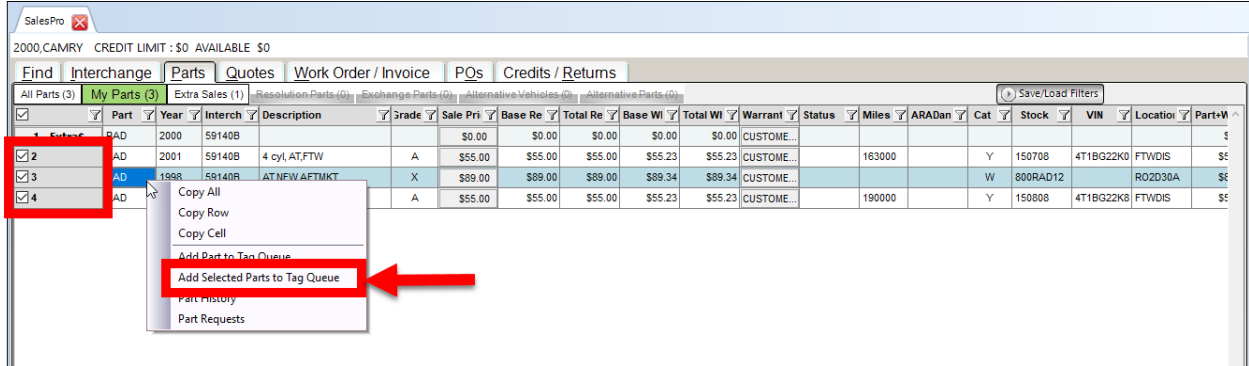 SalesPro
2000,CAMRY CREDIT LIMIT : $0 AVAILABLE $0
Find Interchange Parts Quotes Work Order / Invoice POs Credits / Returns
All Parts (3) My Parts (3) Extra Sales (1) Resolution Parts (0) Exchange Parts (0) Alternative Vehicles (0) Alternative Parts (0) Save/Load Filters
Part Year Interch Description Grade Sale Pri Base Re Total Re Base Wl Total Wl Warrant Status Miles ARADan Cat Stock VIN Location Part+W
1 Extra* RAD 2000 59140B $0.00 $0.00 $0.00 $0.00 $0.00 CUSTOME...
2 AD 2001 59140B 4 cyl, AT,FTW A $55.00 $55.00 $55.00 $55.23 $55.23 CUSTOME... 163000 Y 150708 4T1BG22K0 FTWDIS $5
3 AD 1998 59140B AT,NEW AFTMKT X $89.00 $89.00 $89.00 $89.34 $89.34 CUSTOME... W 800RAD12 RO2D30A $8
4 AD A $55.00 $55.00 $55.00 $55.23 $55.23 CUSTOME... 190000 Y 150808 4T1BG22K8 FTWDIS $5
Copy All
Copy Row
Copy Cell
Add Part to Tag Queue
Add Selected Parts to Tag Queue
Part History
Part Requests